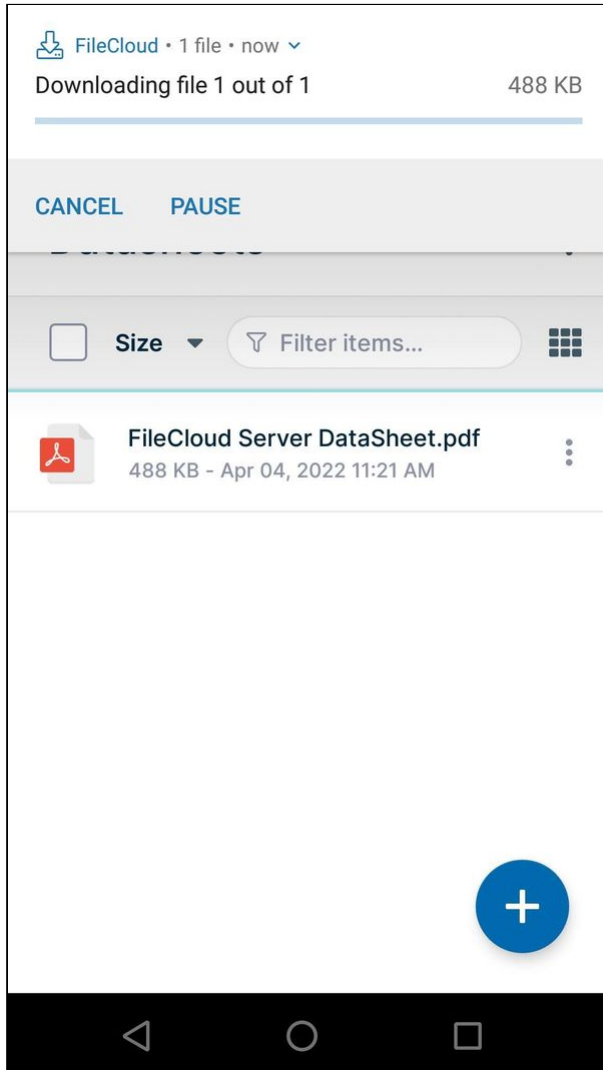 FileCloud • 1 file • now
Downloading file 1 out of 1 488 KB
CANCEL PAUSE
Size Filter items...
FileCloud Server DataSheet.pdf
488 KB - Apr 04, 2022 11:21 AM